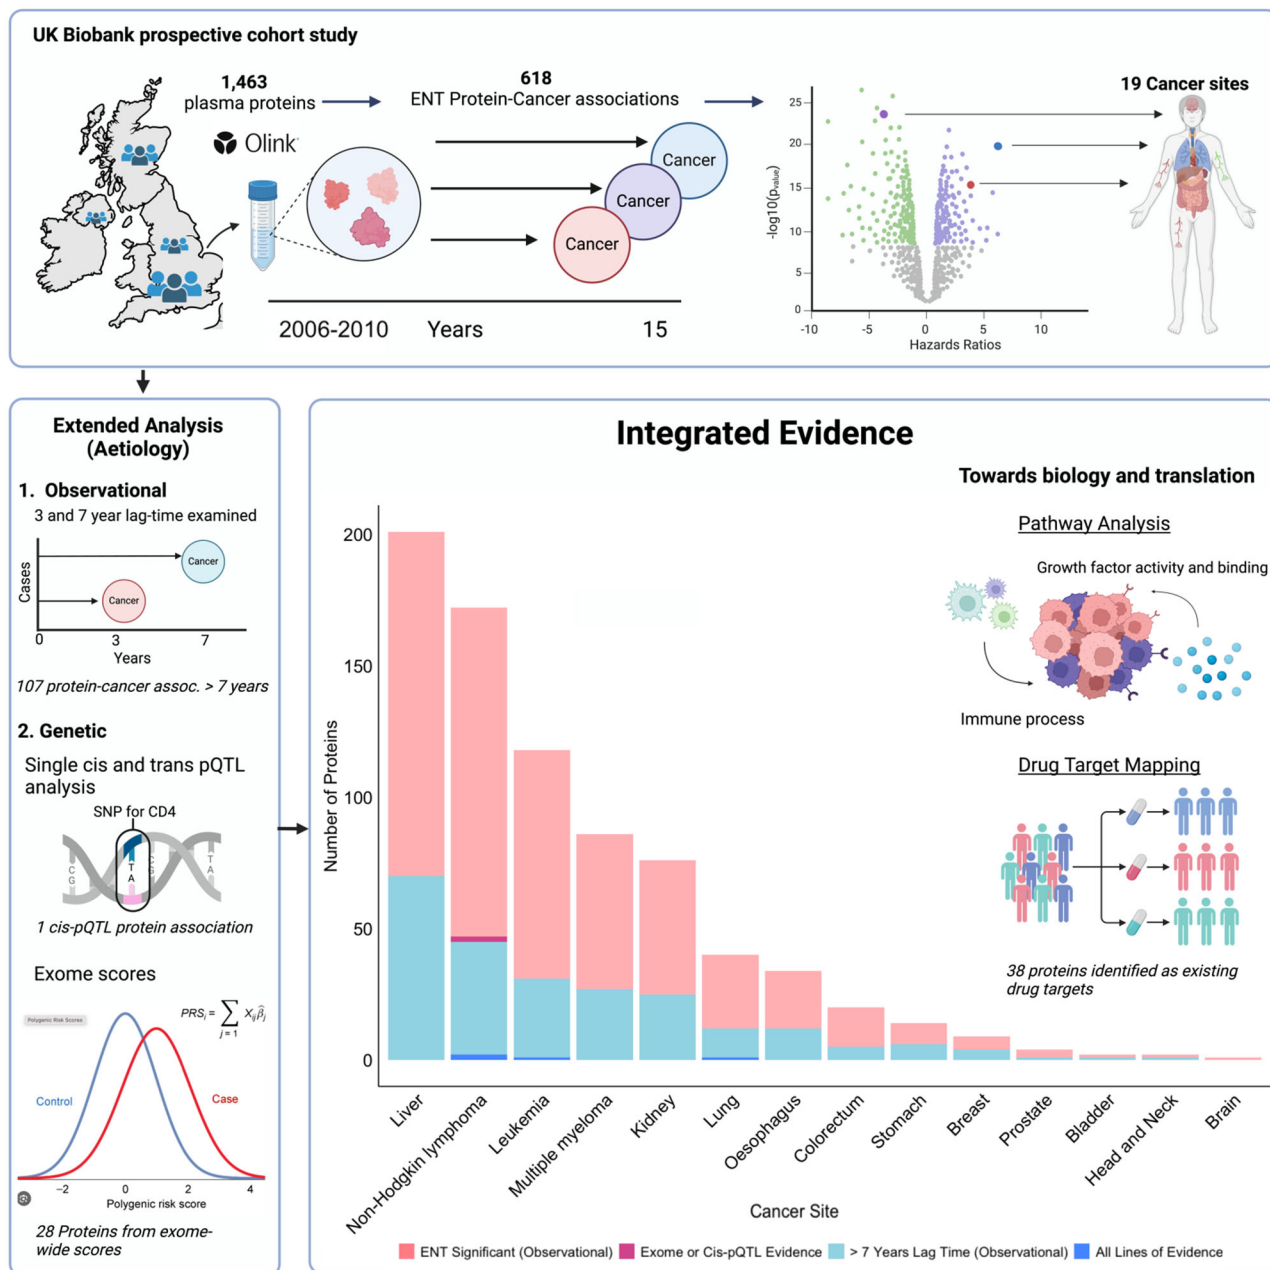 UK Biobank prospective cohort study
1,463
plasma proteins
618
ENT Protein-Cancer associations
19 Cancer sites
Olink
Cancer
Cancer
Cancer
2006-2010
Years
15
-log10(pvalue)
25
20
15
10
5
0
-10
-5
0
5
10
Hazards Ratios
Extended Analysis
(Aetiology)
1. Observational
3 and 7 year lag-time examined
Cases
Cancer
Cancer
0
3
7
Years
107 protein-cancer assoc. > 7 years
2. Genetic
Single cis and trans pQTL
analysis
SNP for CD4
C G
T A
C G
T A
1 cis-pQTL protein association
Exome scores
Polygenic Risk Scores
PRSi = ∑ j = 1 Xij β̂j
Control
Case
−2
0
2
4
Polygenic risk score
28 Proteins from exome-
wide scores
Integrated Evidence
Number of Proteins
200
150
100
50
0
Liver
Non-Hodgkin lymphoma
Leukemia
Multiple myeloma
Kidney
Lung
Oesophagus
Colorectum
Stomach
Breast
Prostate
Bladder
Head and Neck
Brain
Cancer Site
ENT Significant (Observational)
Exome or Cis-pQTL Evidence
> 7 Years Lag Time (Observational)
All Lines of Evidence
Towards biology and translation
Pathway Analysis
Growth factor activity and binding
Immune process
Drug Target Mapping
38 proteins identified as existing
drug targets